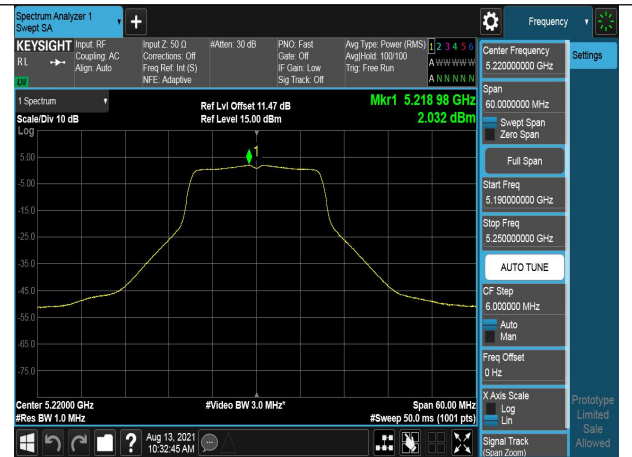 Spectrum Analyzer 1
Swept SA
+
Frequency
KEYSIGHT
RL
Input: RF
Coupling: AC
Align: Auto
Input Z: 50 Ω
Corrections: Off
Freq Ref: Int (S)
NFE: Adaptive
#Atten: 30 dB
PNO: Fast
Gate: Off
IF Gain: Low
Sig Track: Off
Avg Type: Power (RMS)
Avg|Hold: 100/100
Trig: Free Run
1 2 3 4 5 6
A W W W W W
A N N N N N
LXI
1 Spectrum
Scale/Div 10 dB
Log
Ref Lvl Offset 11.47 dB
Ref Level 15.00 dBm
Mkr1 5.218 98 GHz
2.032 dBm
1
5.00
-5.00
-15.0
-25.0
-35.0
-45.0
-55.0
-65.0
-75.0
Center 5.22000 GHz
#Res BW 1.0 MHz
#Video BW 3.0 MHz*
Span 60.00 MHz
#Sweep 50.0 ms (1001 pts)
?
Aug 13, 2021
10:32:45 AM
Center Frequency
5.220000000 GHz
Span
60.0000000 MHz
Swept Span
Zero Span
Full Span
Start Freq
5.190000000 GHz
Stop Freq
5.250000000 GHz
AUTO TUNE
CF Step
6.000000 MHz
Auto
Man
Freq Offset
0 Hz
X Axis Scale
Log
Lin
Signal Track
(Span Zoom)
Settings
Prototype
Limited
Sale
Allowed